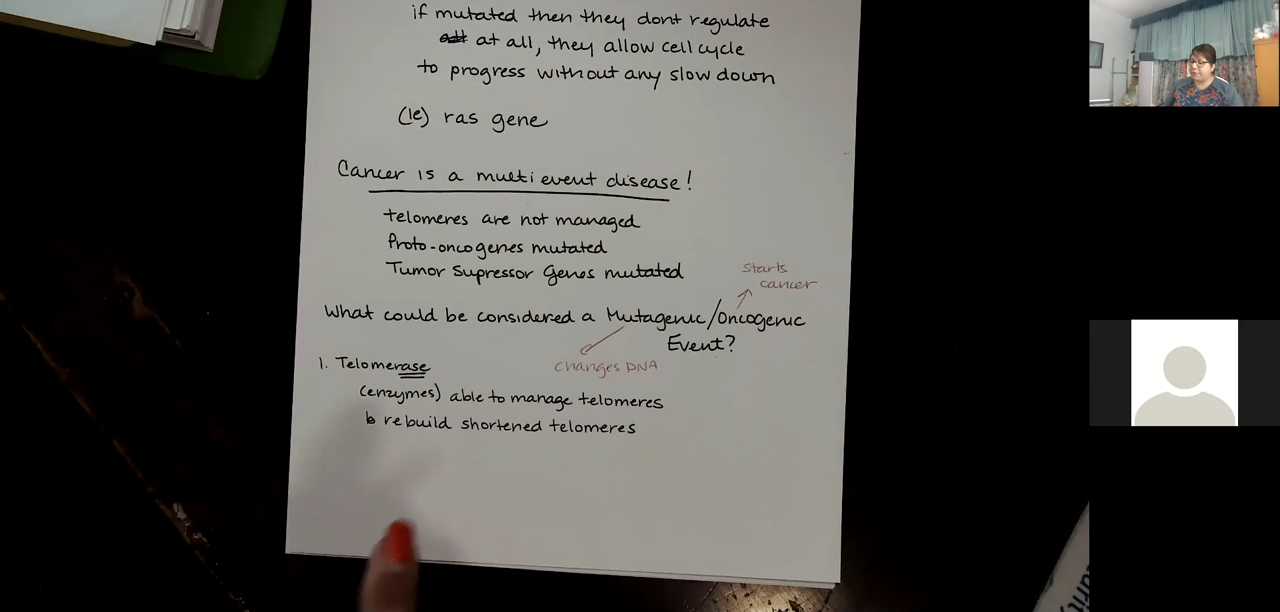 if mutated then they dont regulate
at all, they allow cell cycle
to progress without any slow down
(ie) ras gene
Cancer is a multi event disease!
telomeres are not managed
Proto-oncogenes mutated
Tumor Supressor Genes mutated
starts
cancer
What could be considered a Mutagenic/Oncogenic
Event?
changes DNA
1. Telomerase
(enzymes) able to manage telomeres
rebuild shortened telomeres